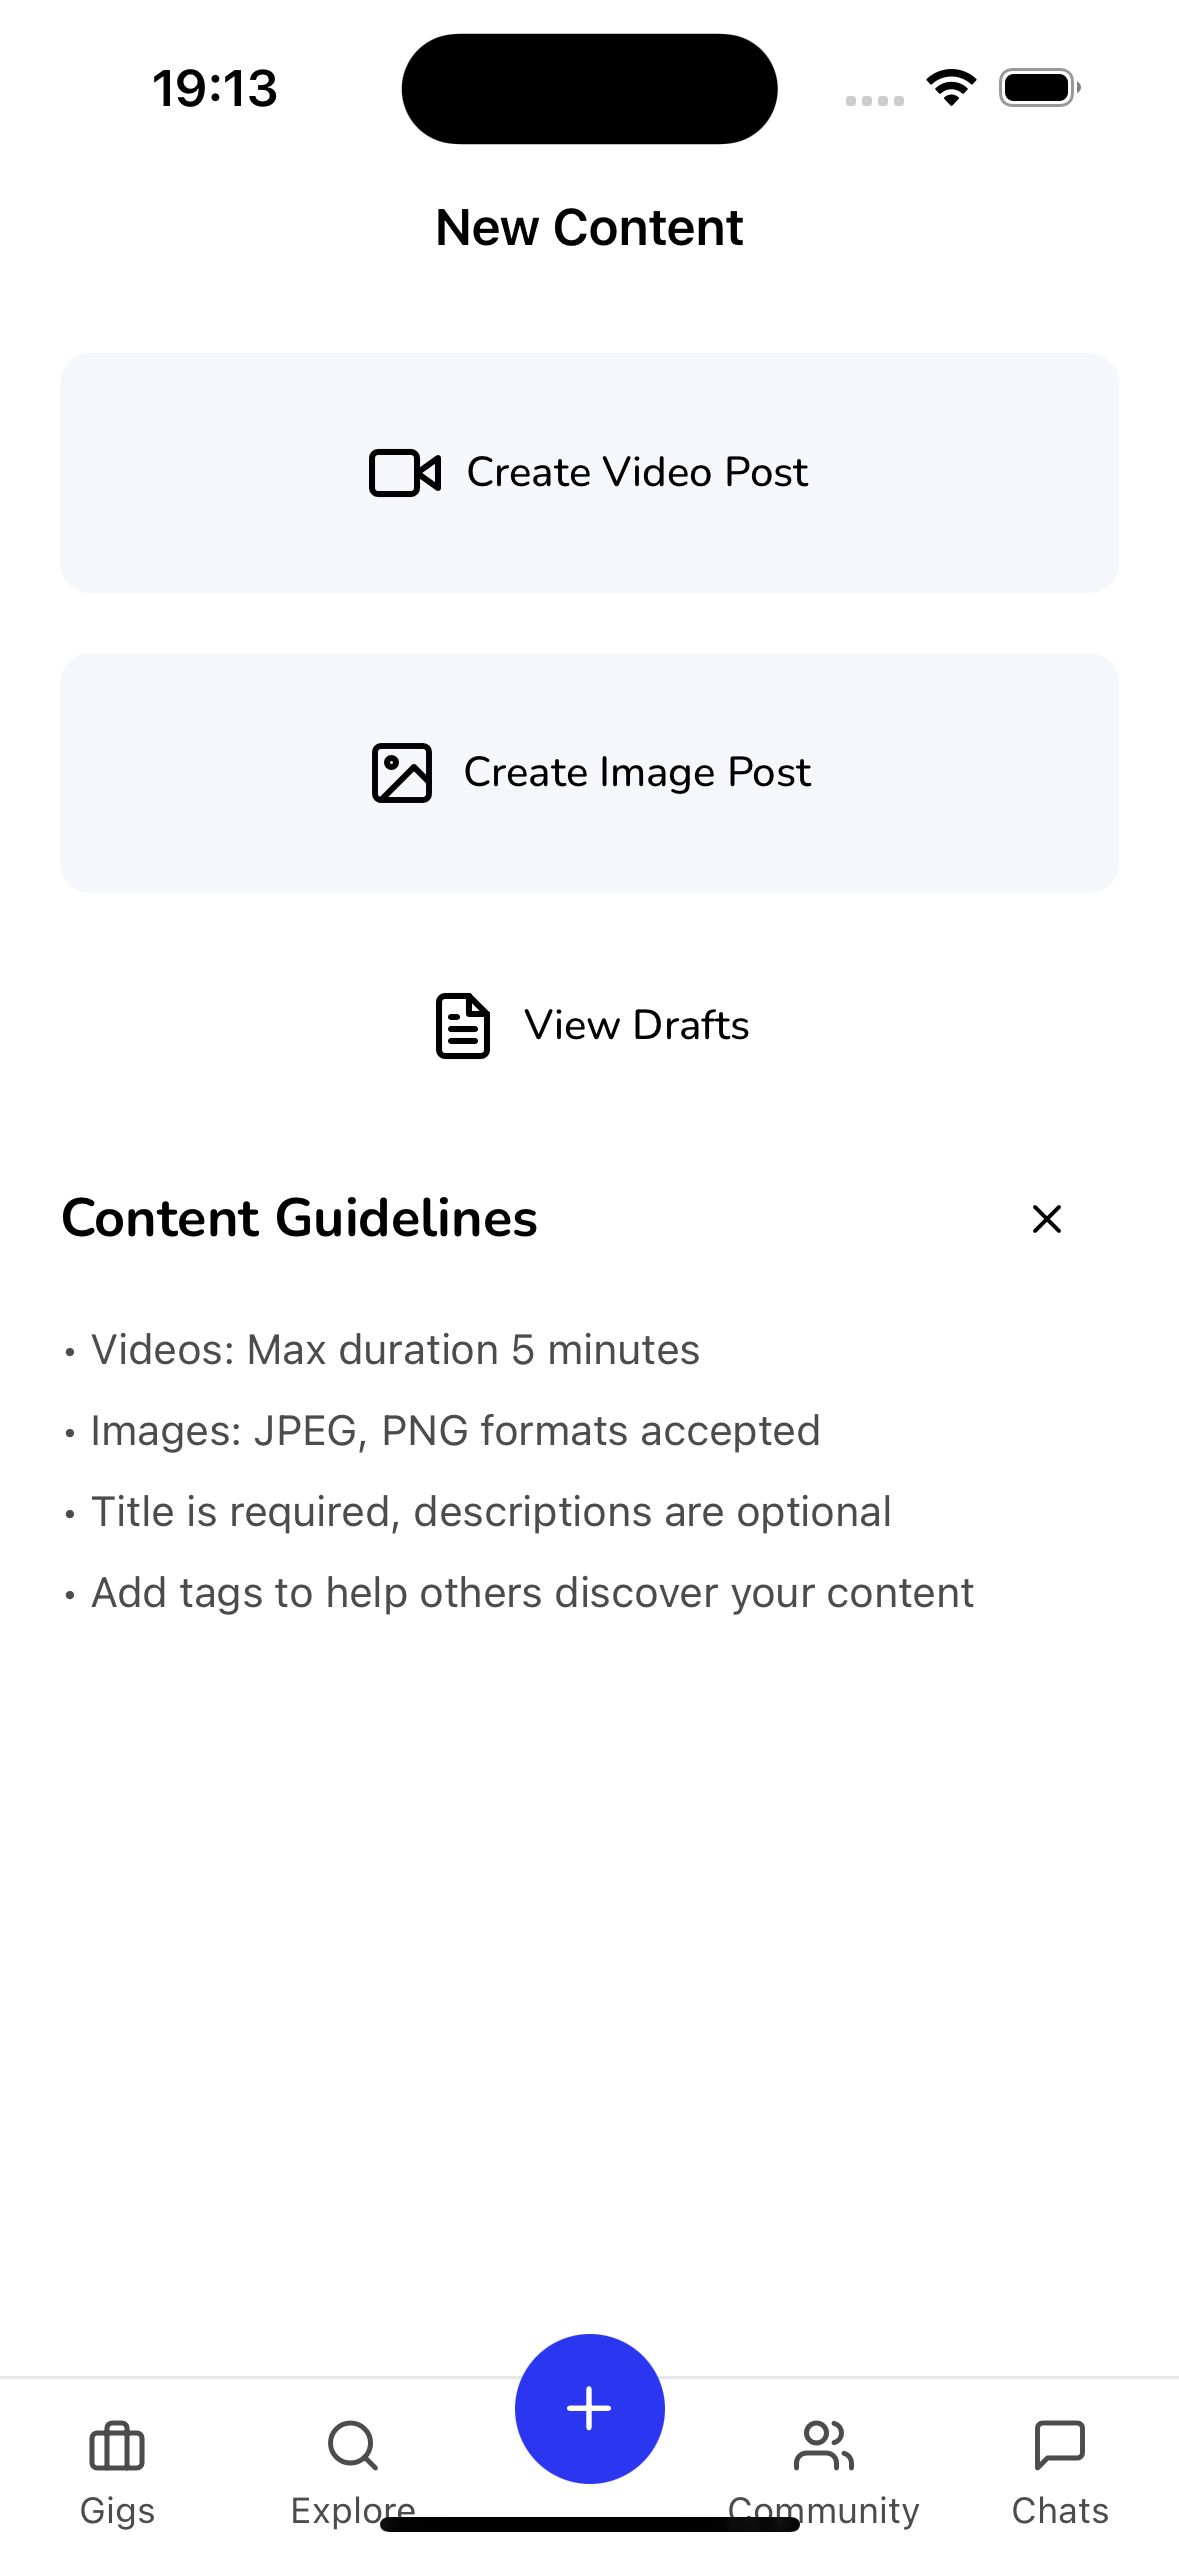 19:13
New Content
Create Video Post
Create Image Post
View Drafts
Content Guidelines
• Videos: Max duration 5 minutes
• Images: JPEG, PNG formats accepted
• Title is required, descriptions are optional
• Add tags to help others discover your content
Gigs
Explore
Community
Chats